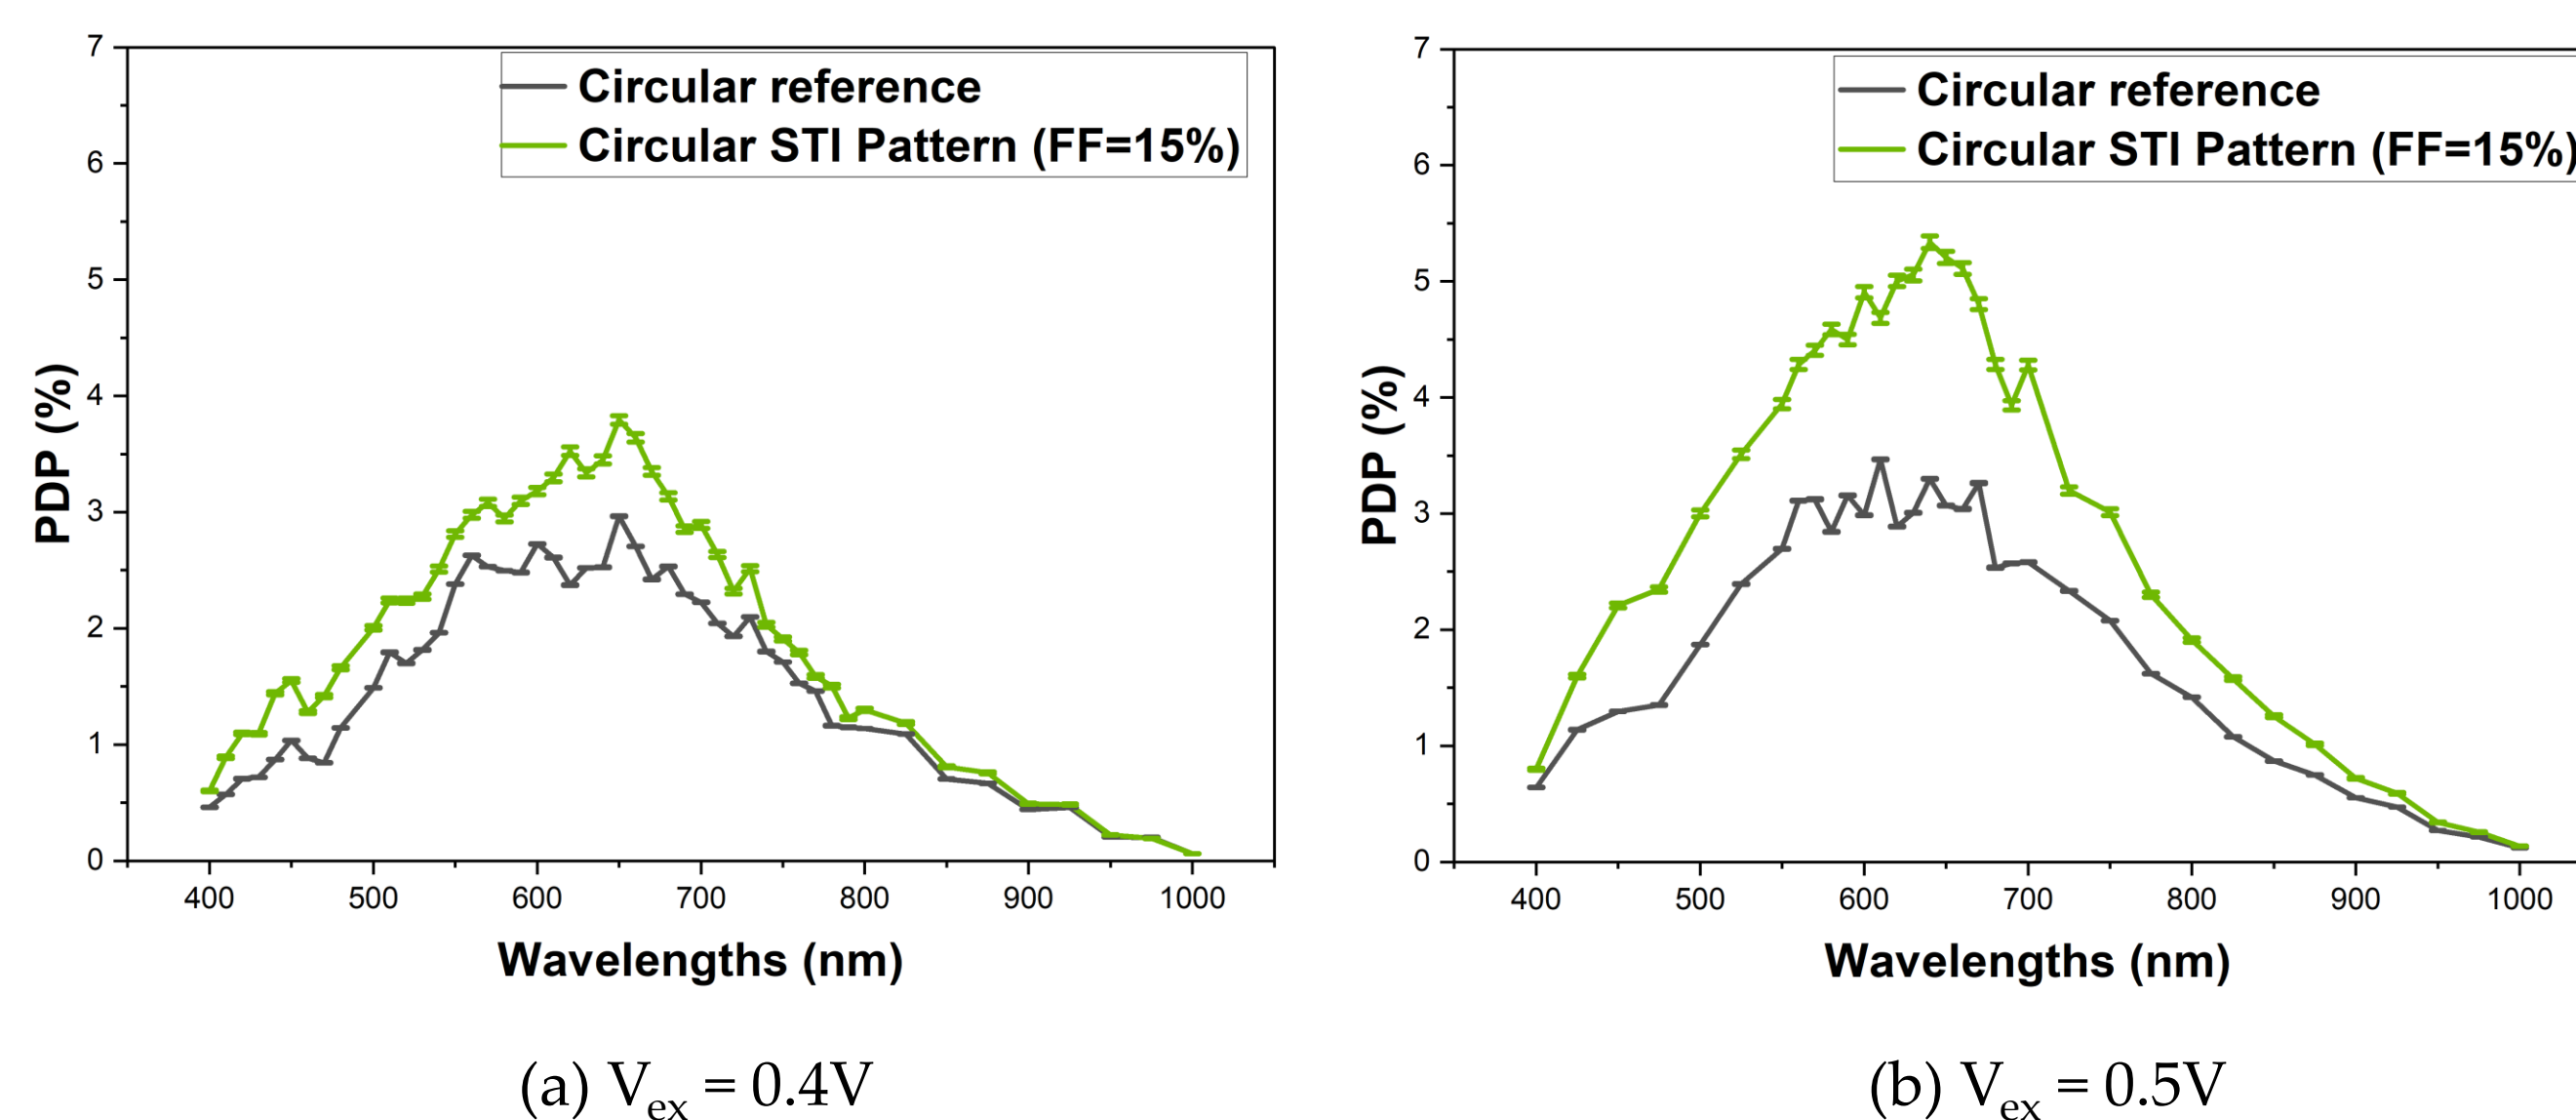 7
6
5
4
3
2
1
0
PDP (%)
Circular reference
Circular STI Pattern (FF=15%)
400 500 600 700 800 900 1000
Wavelengths (nm)
(a) Vex = 0.4V
7
6
5
4
3
2
1
0
PDP (%)
Circular reference
Circular STI Pattern (FF=15%)
400 500 600 700 800 900 1000
Wavelengths (nm)
(b) Vex = 0.5V